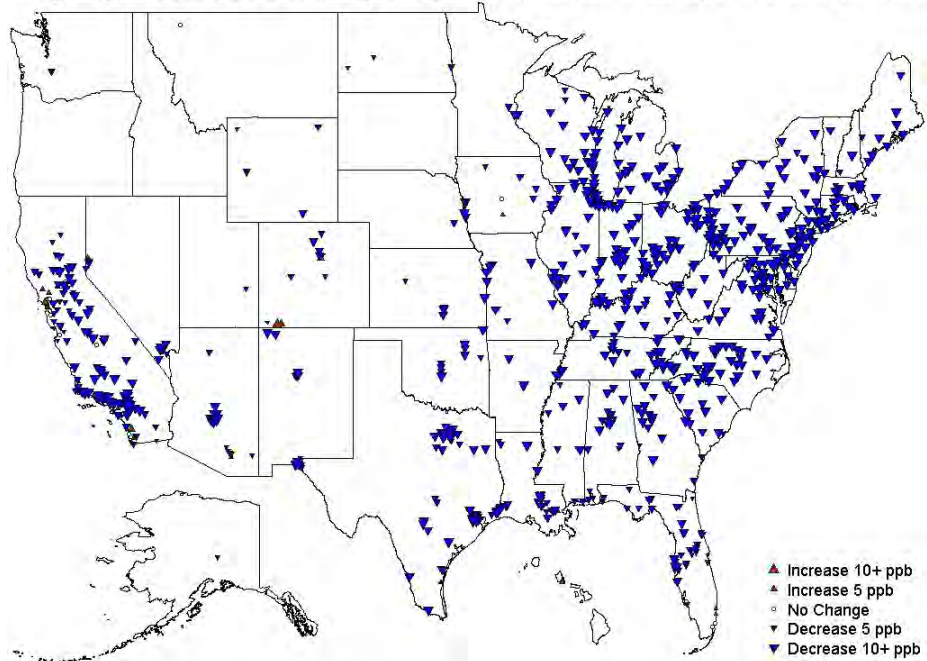 Increase 10+ ppb
Increase 5 ppb
No Change
Decrease 5 ppb
Decrease 10+ ppb